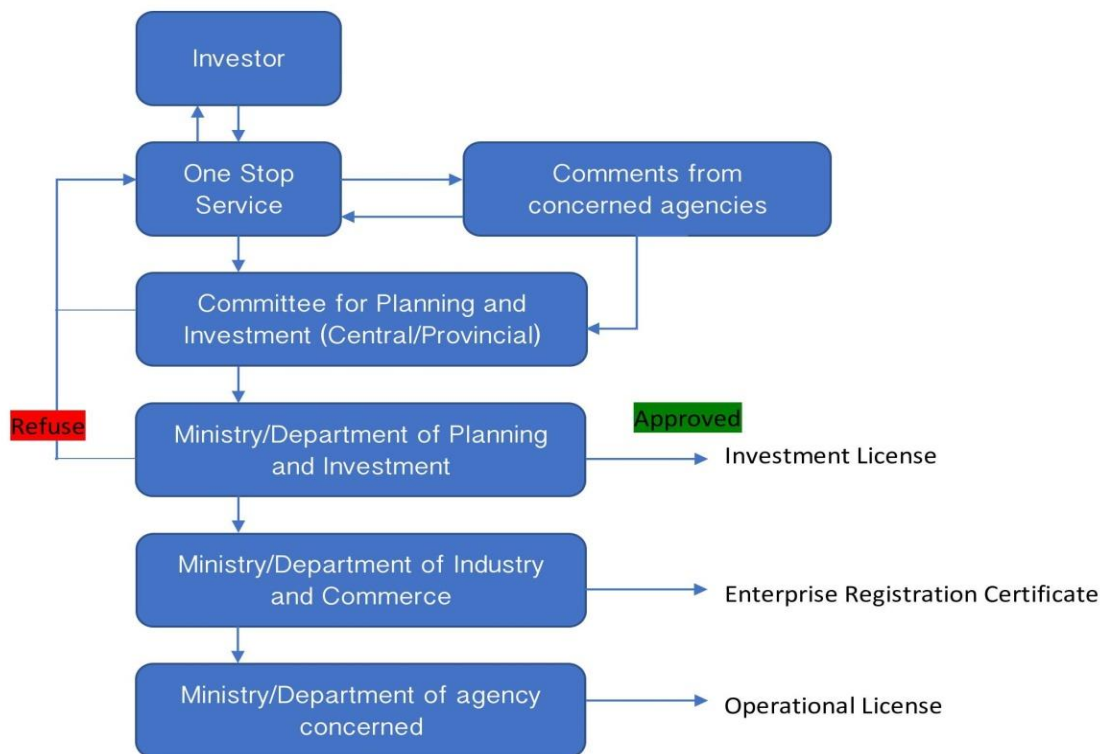 Investor
One Stop
Service
Comments from
concerned agencies
Committee for Planning and
Investment (Central/Provincial)
Refuse
Ministry/Department of Planning
and Investment
Approved
Investment License
Ministry/Department of Industry
and Commerce
Enterprise Registration Certificate
Ministry/Department of agency
concerned
Operational License